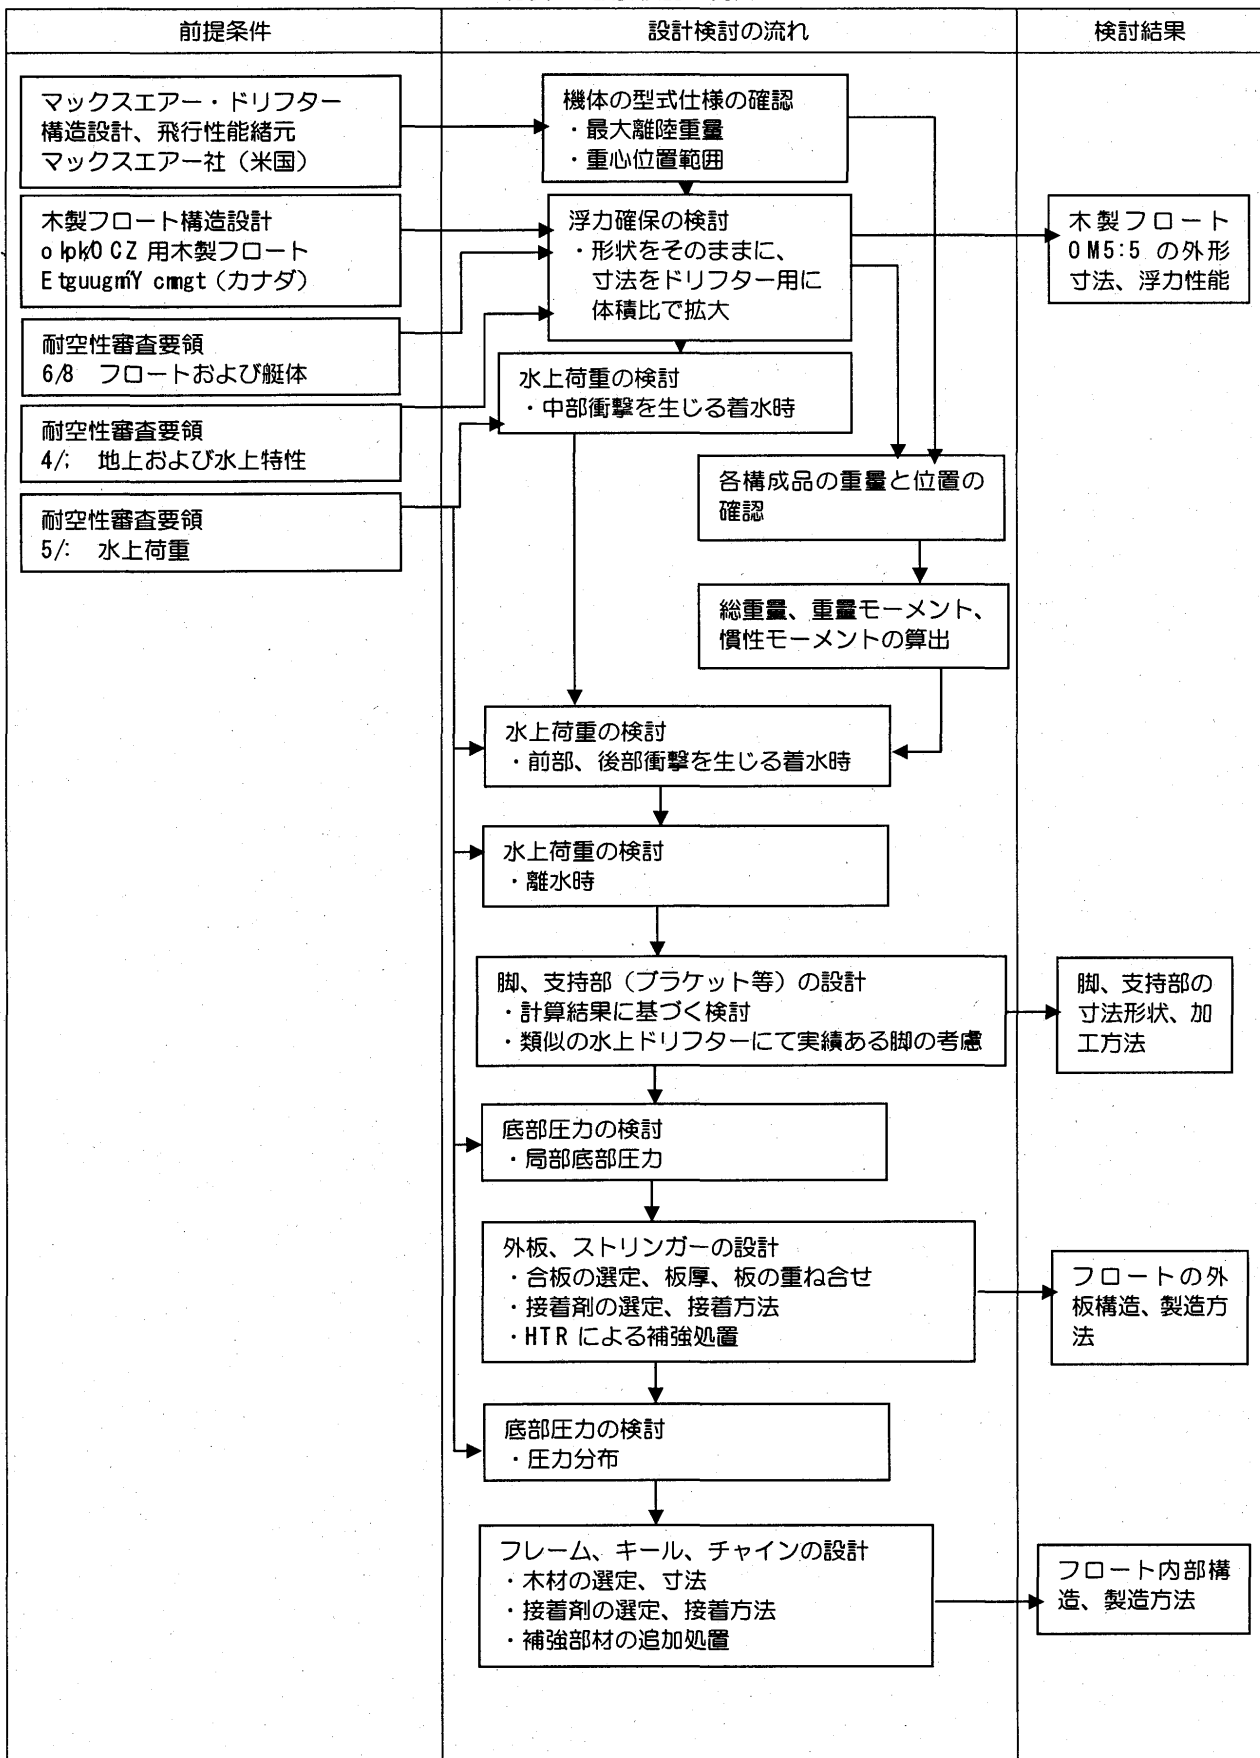 前提条件
設計検討の流れ
検討結果
マックスエアー・ドリフター
構造設計、飛行性能緒元
マックスエアー社（米国）
木製フロート構造設計
o kpk/0 CZ 用木製フロート
Etguugm/Y cmgt（カナダ）
耐空性審査要領
6/8 フロートおよび艇体
耐空性審査要領
4/; 地上および水上特性
耐空性審査要領
5/: 水上荷重
機体の型式仕様の確認
・最大離陸重量
・重心位置範囲
浮力確保の検討
・形状をそのままに、
寸法をドリフター用に
体積比で拡大
水上荷重の検討
・中部衝撃を生じる着水時
各構成品の重量と位置の
確認
総重量、重量モーメント、
慣性モーメントの算出
水上荷重の検討
・前部、後部衝撃を生じる着水時
水上荷重の検討
・離水時
脚、支持部（ブラケット等）の設計
・計算結果に基づく検討
・類似の水上ドリフターにて実績ある脚の考慮
底部圧力の検討
・局部底部圧力
外板、ストリンガーの設計
・合板の選定、板厚、板の重ね合せ
・接着剤の選定、接着方法
・HTR による補強処置
底部圧力の検討
・圧力分布
フレーム、キール、チャインの設計
・木材の選定、寸法
・接着剤の選定、接着方法
・補強部材の追加処置
木製フロート
0M5:5 の外形
寸法、浮力性能
脚、支持部の
寸法形状、加
工方法
フロートの外
板構造、製造方
法
フロート内部構
造、製造方法